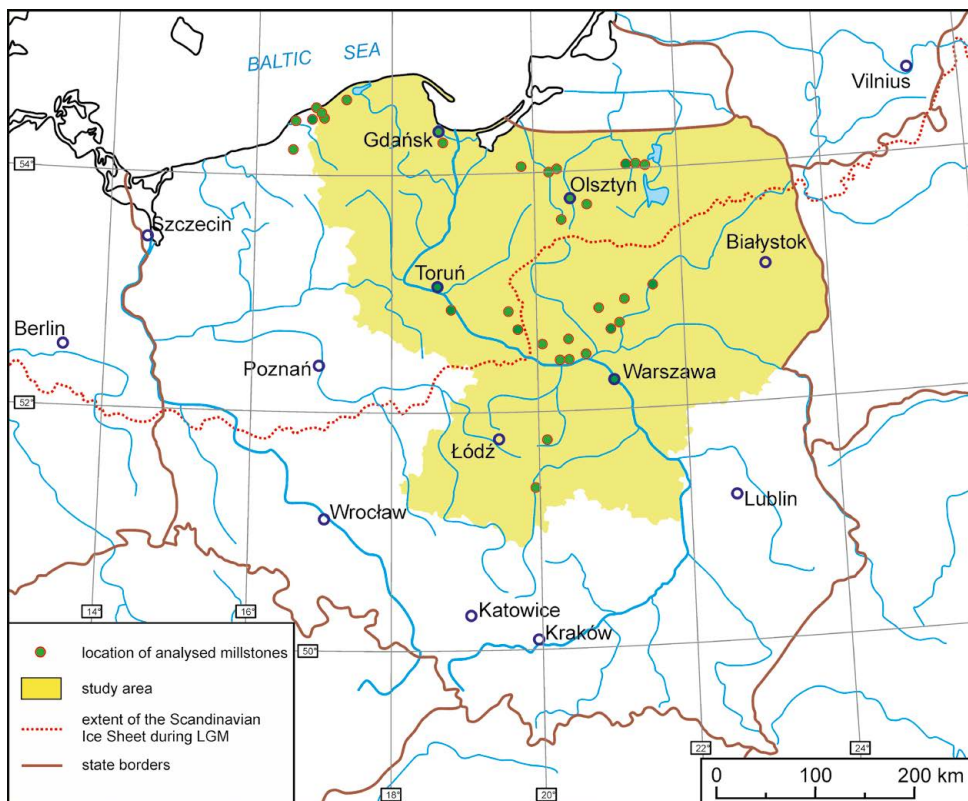 BALTIC SEA
Vilnius
Gdańsk
54°
Olsztyn
Szczecin
Białystok
Toruń
Berlin
Poznań
Warszawa
52°
Łódź
Lublin
Wrocław
14°
16°
Katowice
Kraków
50°
location of analysed millstones
study area
extent of the Scandinavian
Ice Sheet during LGM
state borders
22°
24°
18°
20°
0 100 200 km